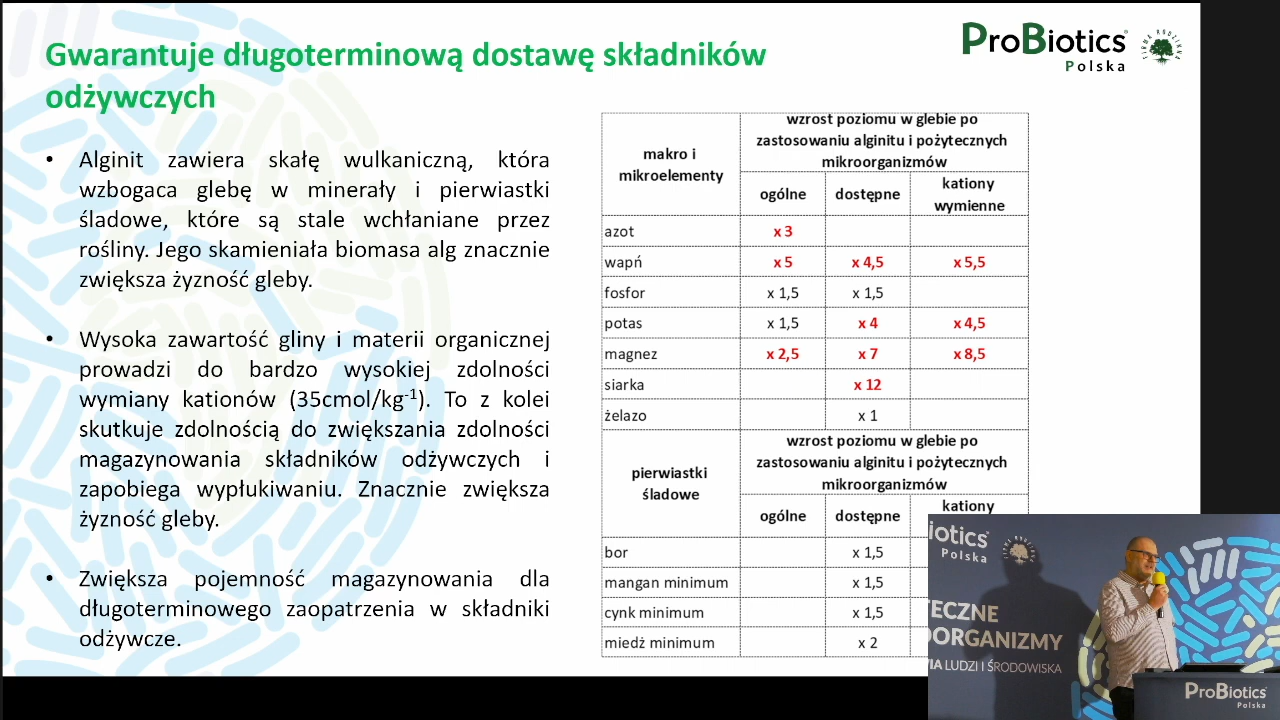 Gwarantuje długoterminową dostawę składników
odżywczych
ProBiotics®
Polska
• Alginit zawiera skałę wulkaniczną, która
wzbogaca glebę w minerały i pierwiastki
śladowe, które są stale wchłaniane przez
rośliny. Jego skamieniała biomasa alg znacznie
zwiększa żyzność gleby.
• Wysoka zawartość gliny i materii organicznej
prowadzi do bardzo wysokiej zdolności
wymiany kationów (35cmol/kg⁻¹). To z kolei
skutkuje zdolnością do zwiększania zdolności
magazynowania składników odżywczych i
zapobiega wypłukiwaniu. Znacznie zwiększa
żyzność gleby.
• Zwiększa pojemność magazynowania dla
długoterminowego zaopatrzenia w składniki
odżywcze.
makro i
mikroelementy
wzrost poziomu w glebie po
zastosowaniu alginitu i pożytecznych
mikroorganizmów
ogólne dostępne kationy
wymienne
azot x 3
wapń x 5 x 4,5 x 5,5
fosfor x 1,5 x 1,5
potas x 1,5 x 4 x 4,5
magnez x 2,5 x 7 x 8,5
siarka x 12
żelazo x 1
pierwiastki
śladowe
wzrost poziomu w glebie po
zastosowaniu alginitu i pożytecznych
mikroorganizmów
ogólne dostępne kationy
bor x 1,5
mangan minimum x 1,5
cynk minimum x 1,5
miedź minimum x 2
Biotics®
Polska
TECZNE
OORGANIZMY
WIA LUDZI I ŚRODOWISKA
ProBiotics
Polska